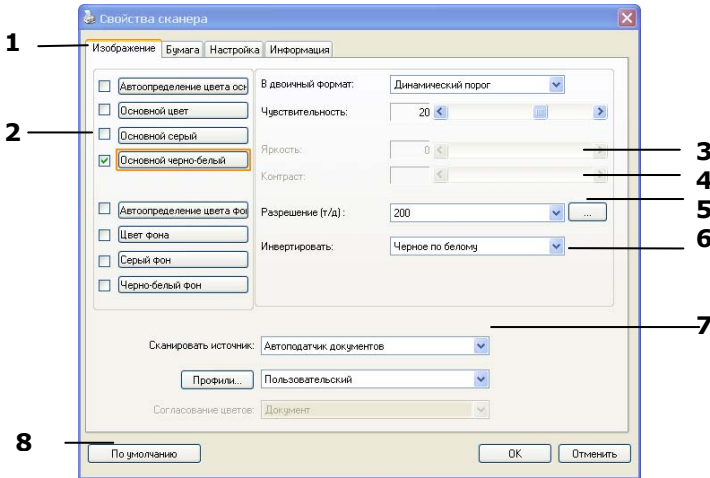 Свойства сканера
1
Изображение Бумага Настройка Информация
Автоопределение цвета осн
В двоичный формат: Динамический порог
Основной цвет
Чувствительность: 20
2
Основной серый
Яркость: 0
3
Основной черно-белый
Контраст:
4
Автоопределение цвета фон
Разрешение (т/д) : 200 ...
5
Цвет фона
Инвертировать: Черное по белому
6
Серый фон
Черно-белый фон
7
Сканировать источник: Автоподатчик документов
Профили... Пользовательский
Согласование цветов: Документ
8
По умолчанию OK Отменить